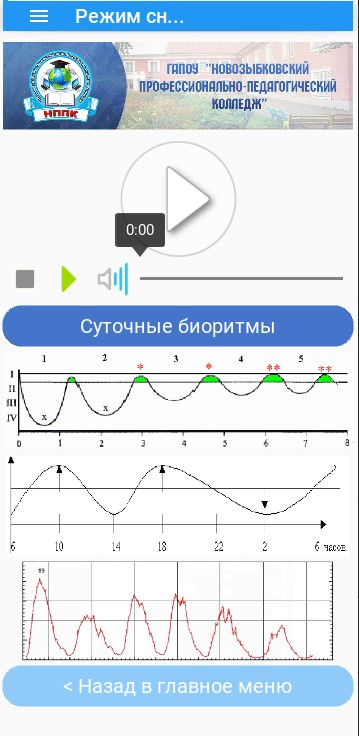 Режим сн...
ГАПОУ "НОВОЗЫБКОВСКИЙ
ПРОФЕССИОНАЛЬНО-ПЕДАГОГИЧЕСКИЙ
КОЛЛЕДЖ"
НППК
0:00
Суточные биоритмы
1 2 3 4 5
* * ** **
I
II
III
IV
x x
0 1 2 3 4 5 6 7 8
6 10 14 18 22 2 6 часов.
19
< Назад в главное меню